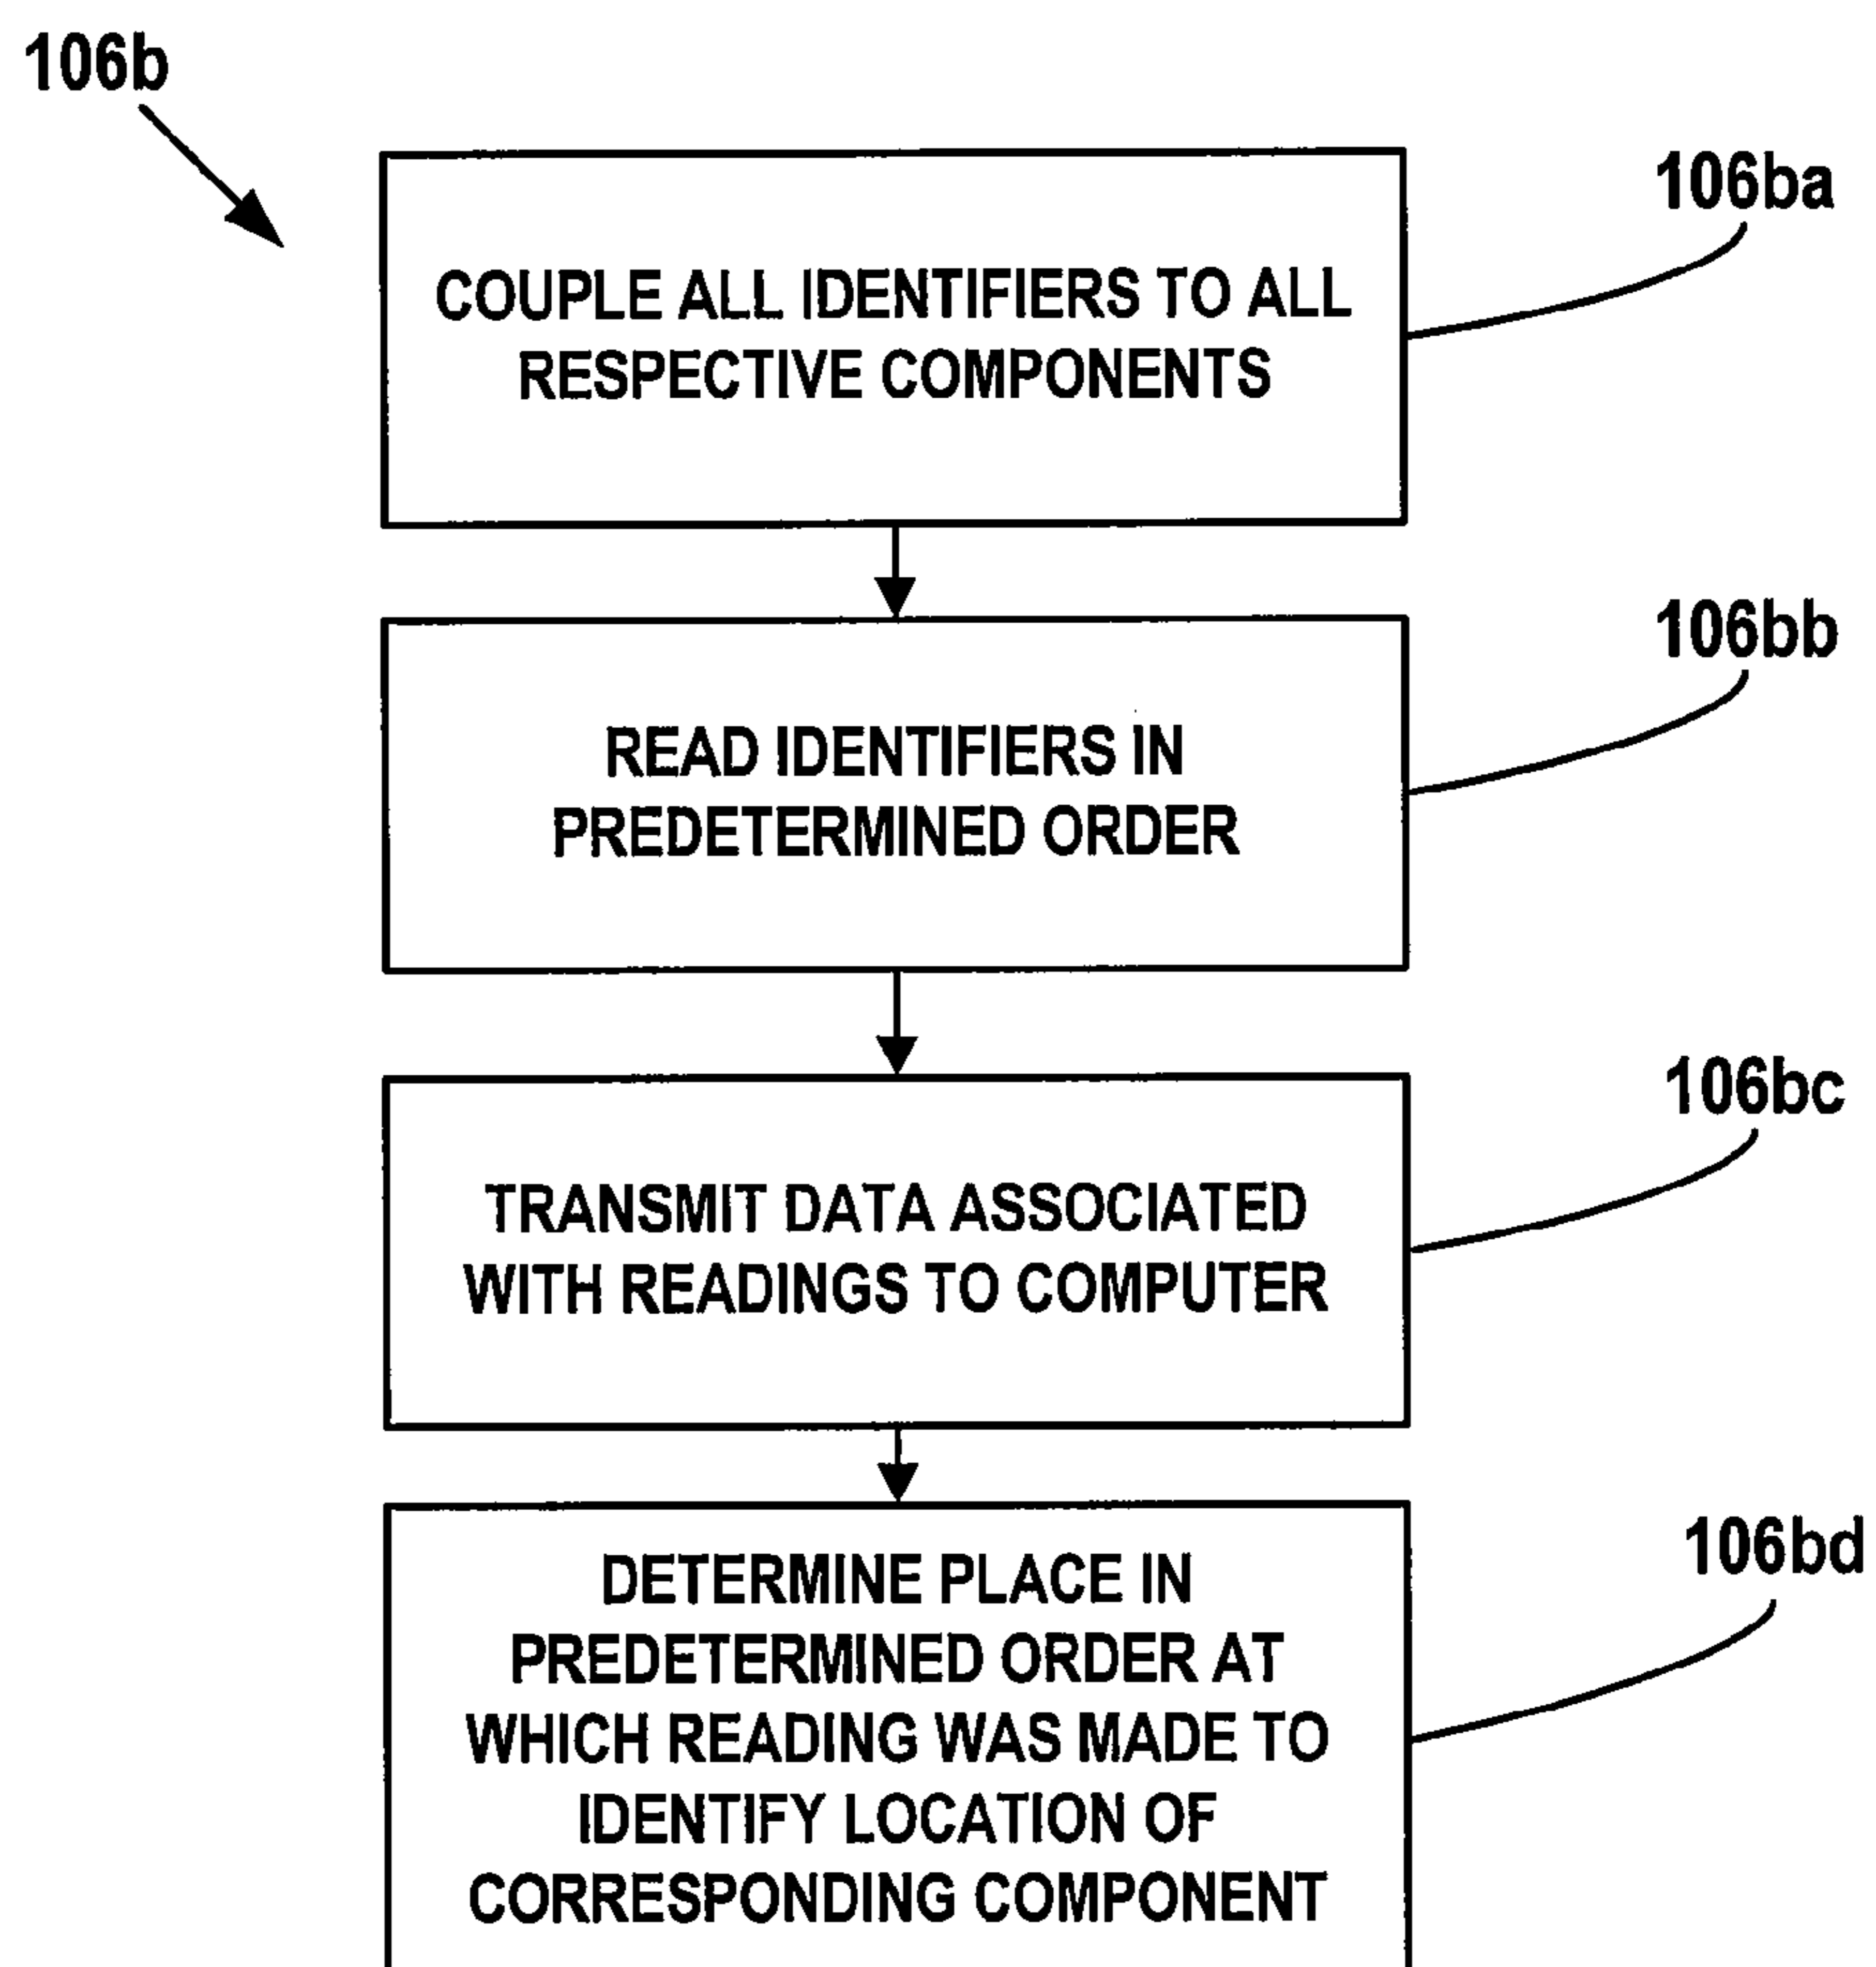 106b
106ba
COUPLE ALL IDENTIFIERS TO ALL
RESPECTIVE COMPONENTS
106bb
READ IDENTIFIERS IN
PREDETERMINED ORDER
106bc
TRANSMIT DATA ASSOCIATED
WITH READINGS TO COMPUTER
106bd
DETERMINE PLACE IN
PREDETERMINED ORDER AT
WHICH READING WAS MADE TO
IDENTIFY LOCATION OF
CORRESPONDING COMPONENT